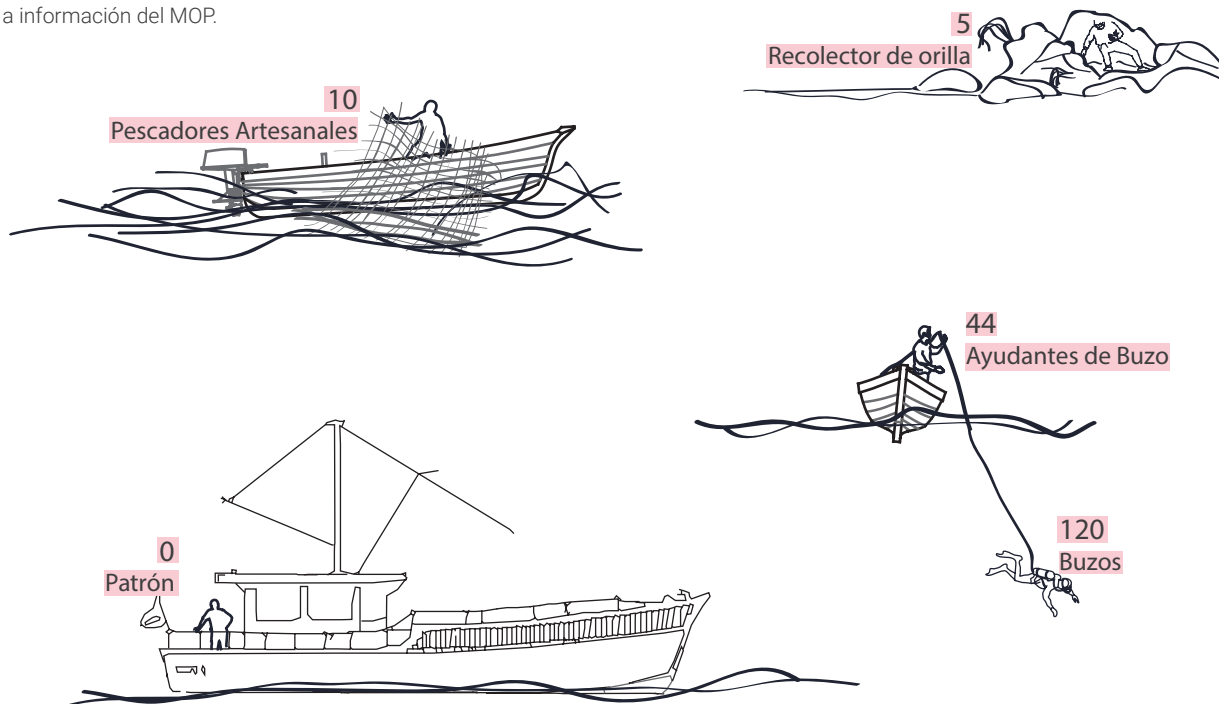 a información del MOP.
5
Recolector de orilla
10
Pescadores Artesanales
44
Ayudantes de Buzo
120
Buzos
0
Patrón